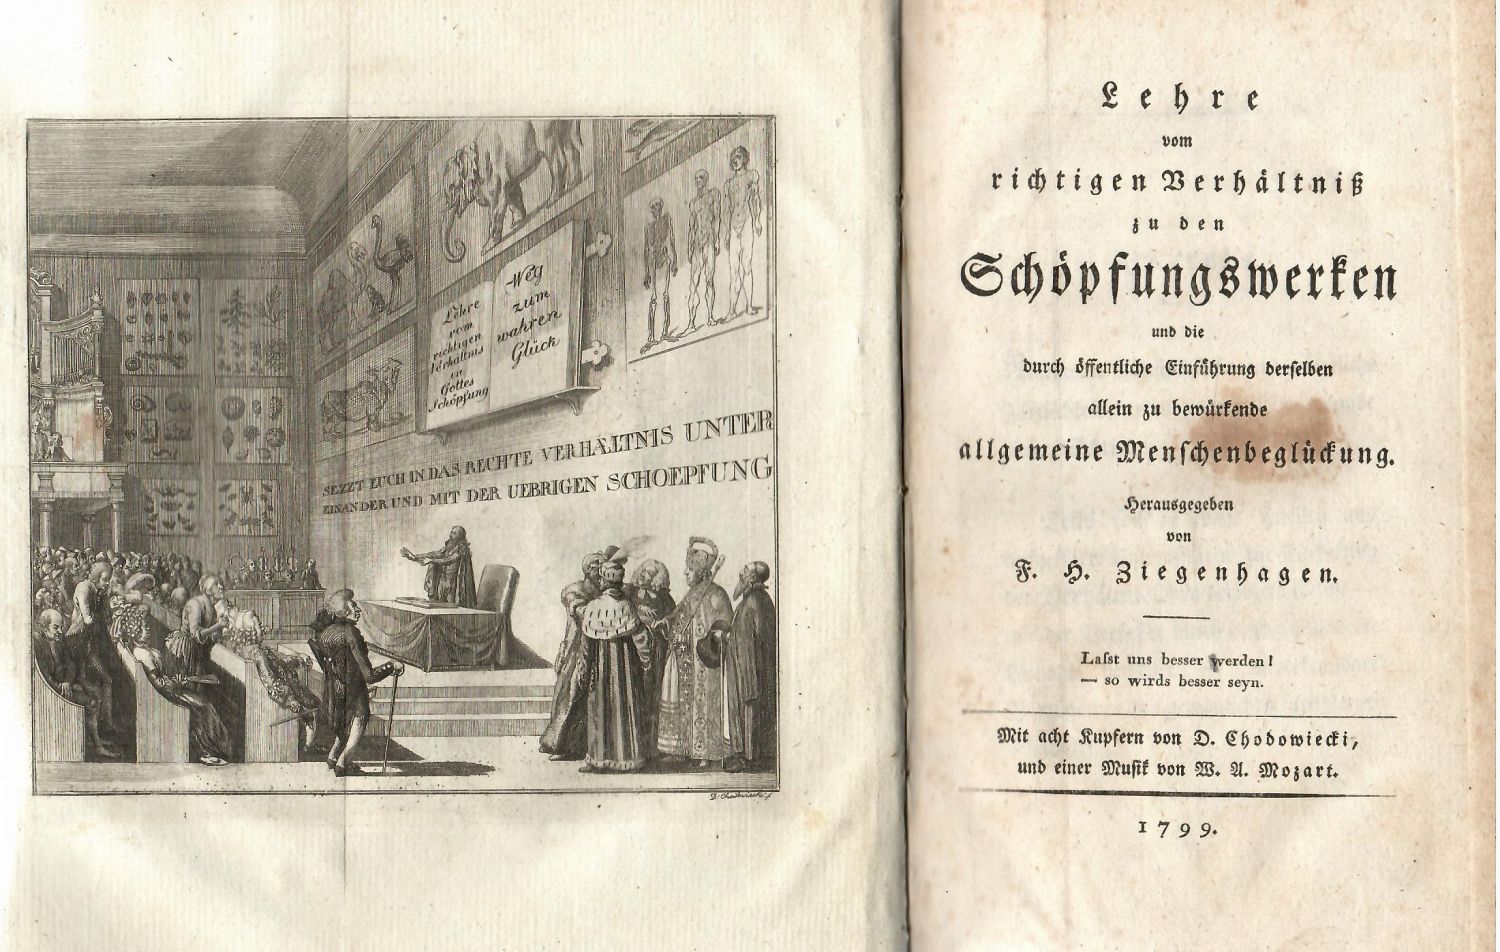 Lehre
vom
richtigen
Verhältnis
in
Gottes
Schöpfung
Weg
zum
wahren
Glück
SEZZT EUCH IN DAS RECHTE VERHÄLTNIS UNTER
EINANDER UND MIT DER UEBRIGEN SCHOEPFUNG
D. Chodowiecki f.
Lehre
vom
richtigen Verhältniß
zu den
Schöpfungswerken
und die
durch öffentliche Einführung derselben
allein zu bewürkende
allgemeine Menschenbeglückung.
Herausgegeben
von
F. H. Ziegenhagen.
Laſst uns besser werden!
— so wirds besser seyn.
Mit acht Kupfern von D. Chodowiecki,
und einer Musik von W. A. Mozart.
1799.